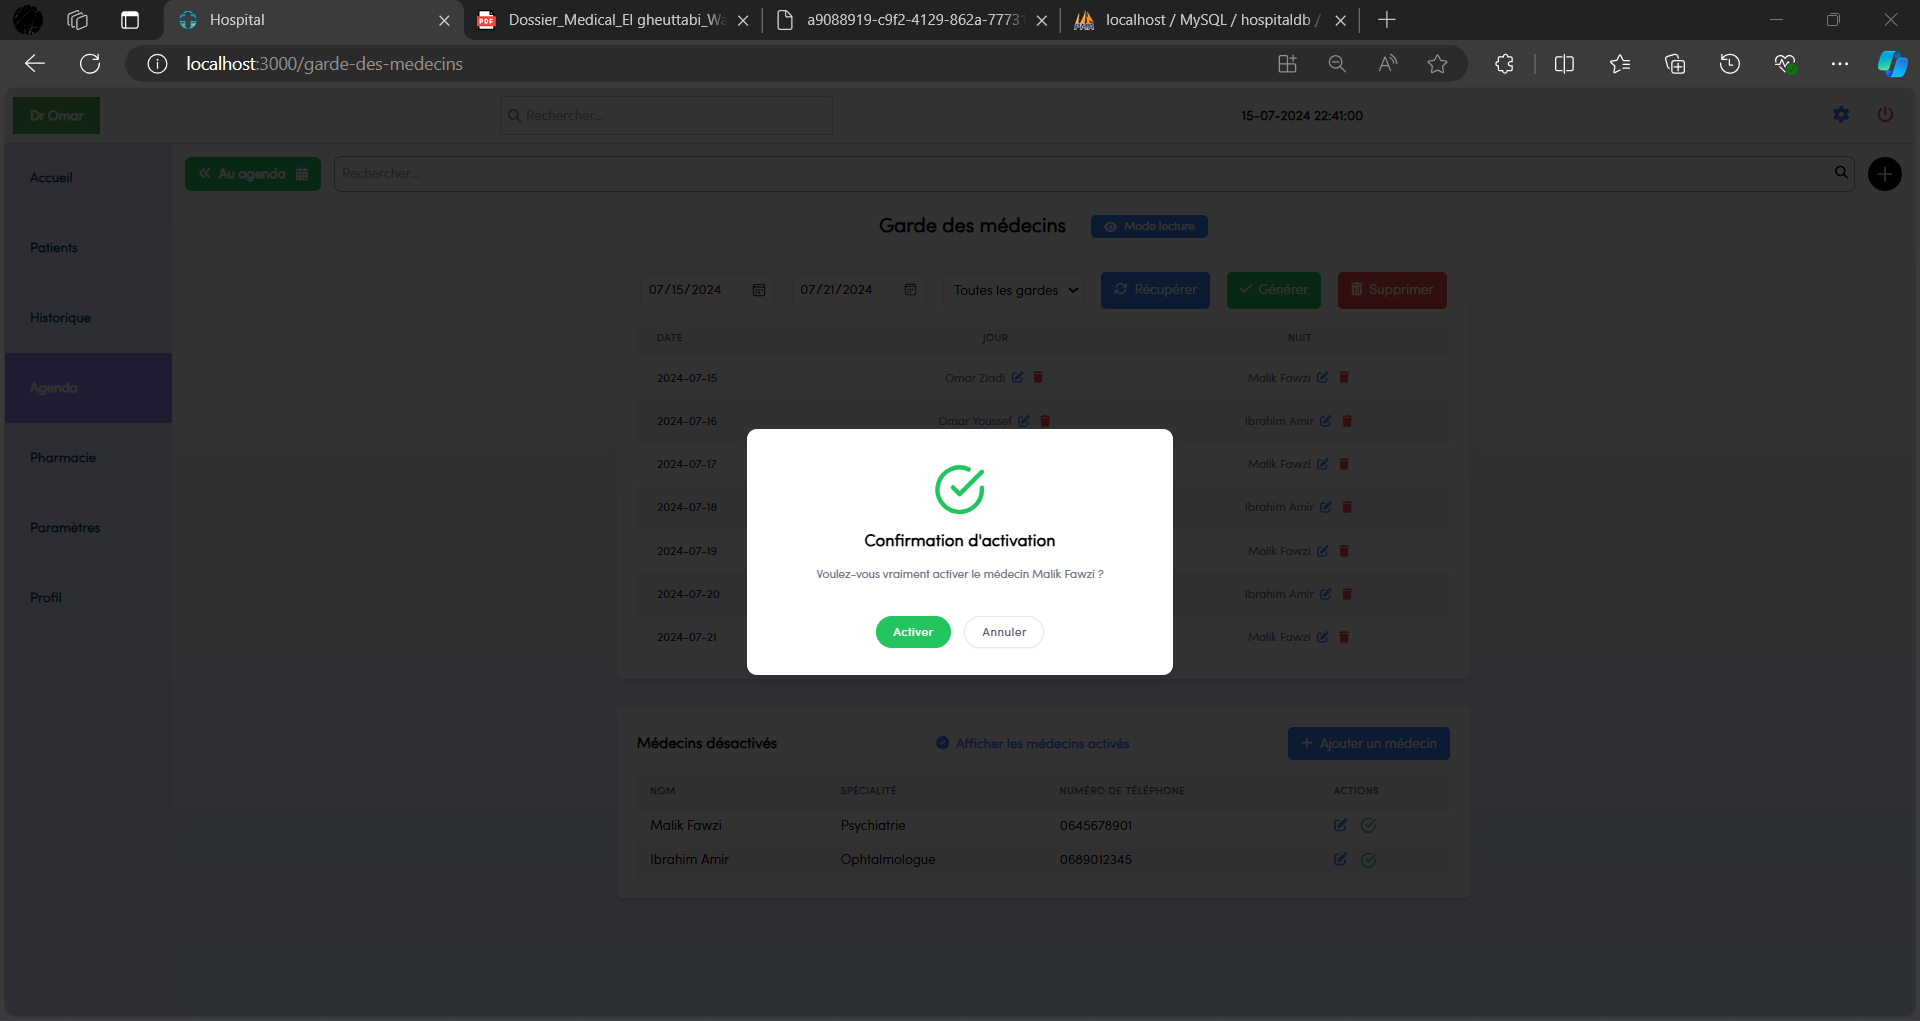 Hospital
Dossier_Medical_El gheuttabi_Wa
a9088919-c9f2-4129-862a-77731
localhost / MySQL / hospitaldb /
localhost:3000/garde-des-medecins
Dr Omar
Rechercher...
15-07-2024 22:41:00
Accueil
Patients
Historique
Agenda
Pharmacie
Paramètres
Profil
Au agenda
Rechercher...
Garde des médecins
Mode lecture
07/15/2024
07/21/2024
Toutes les gardes
Récupérer
Générer
Supprimer
DATE JOUR NUIT
2024-07-15 Omar Ziadi Malik Fawzi
2024-07-16 Omar Youssef Ibrahim Amir
2024-07-17 Malik Fawzi
2024-07-18 Ibrahim Amir
2024-07-19 Malik Fawzi
2024-07-20 Ibrahim Amir
2024-07-21 Malik Fawzi
Confirmation d'activation
Voulez-vous vraiment activer le médecin Malik Fawzi ?
Activer
Annuler
Médecins désactivés
Afficher les médecins activés
Ajouter un médecin
NOM SPÉCIALITÉ NUMÉRO DE TÉLÉPHONE ACTIONS
Malik Fawzi Psychiatrie 0645678901
Ibrahim Amir Ophtalmologue 0689012345